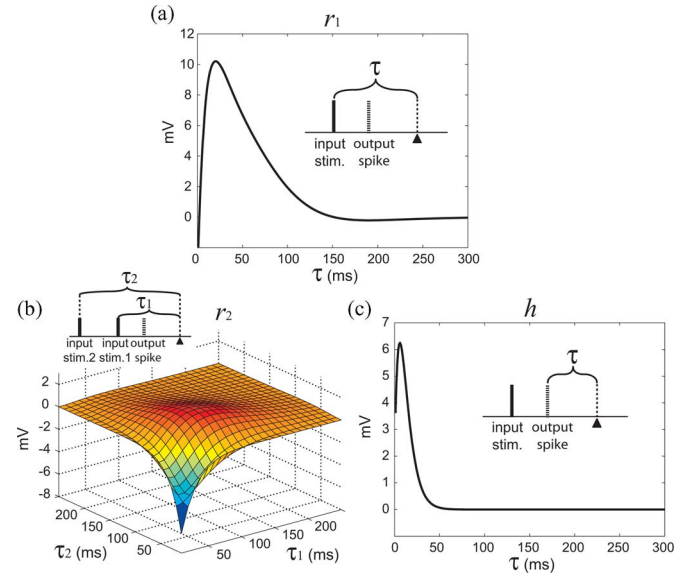 (a)
r1
12
10
8
6
4
2
0
mV
τ
input stim.
output spike
0 50 100 150 200 250 300
τ (ms)
(b)
τ2
τ1
input stim.2
input stim.1
output spike
r2
2
0
-2
-4
-6
-8
mV
200
150
100
50
τ2 (ms)
50
100
150
200
τ1 (ms)
(c)
h
7
6
5
4
3
2
1
0
mV
τ
input stim.
output spike
0 50 100 150 200 250 300
τ (ms)